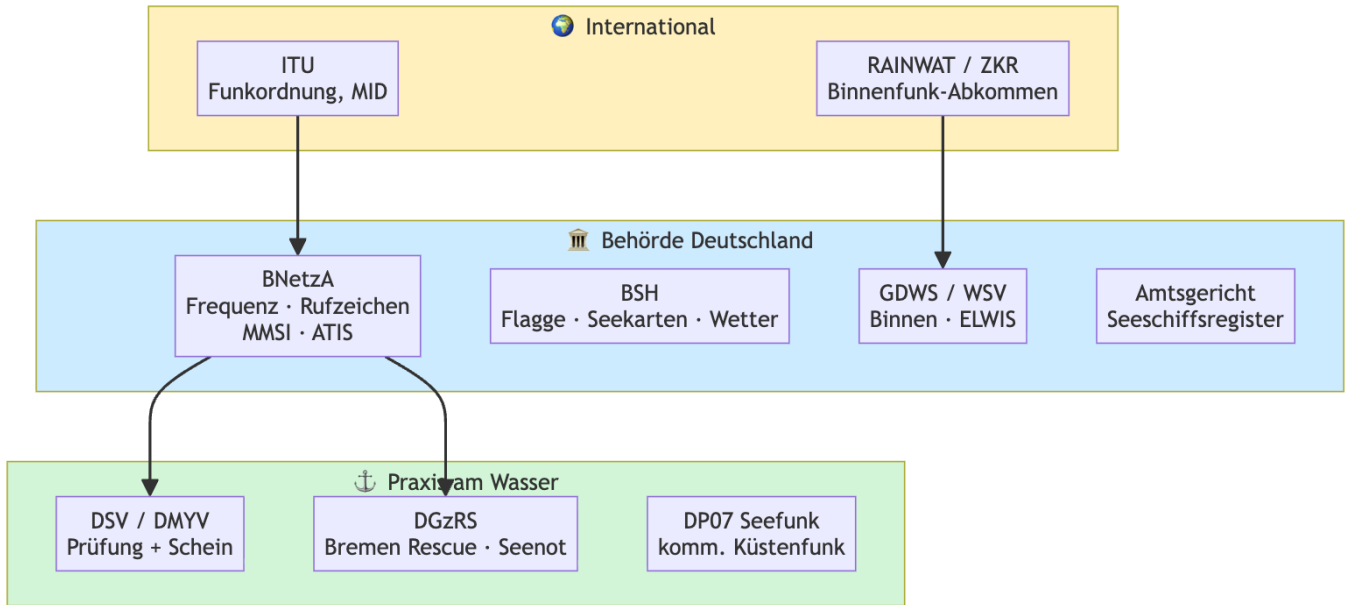 🌍 International
ITU
Funkordnung, MID
RAINWAT / ZKR
Binnenfunk-Abkommen
🏛️ Behörde Deutschland
BNetzA
Frequenz · Rufzeichen
MMSI · ATIS
BSH
Flagge · Seekarten · Wetter
GDWS / WSV
Binnen · ELWIS
Amtsgericht
Seeschiffsregister
⚓ Praxis am Wasser
DSV / DMYV
Prüfung + Schein
DGzRS
Bremen Rescue · Seenot
DP07 Seefunk
komm. Küstenfunk